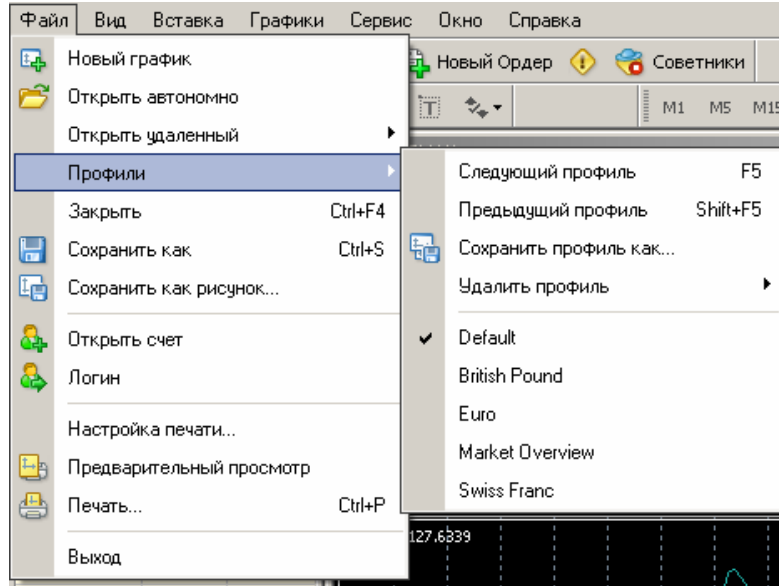 Файл Вид Вставка Графики Сервис Окно Справка
Новый график
Открыть автономно
Открыть удаленный
Профили
Закрыть Ctrl+F4
Сохранить как Ctrl+S
Сохранить как рисунок...
Открыть счет
Логин
Настройка печати...
Предварительный просмотр
Печать... Ctrl+P
Выход
Новый Ордер Советники
T M1 M5 M15
Следующий профиль F5
Предыдущий профиль Shift+F5
Сохранить профиль как...
Удалить профиль
Default
British Pound
Euro
Market Overview
Swiss Franc
127.6339